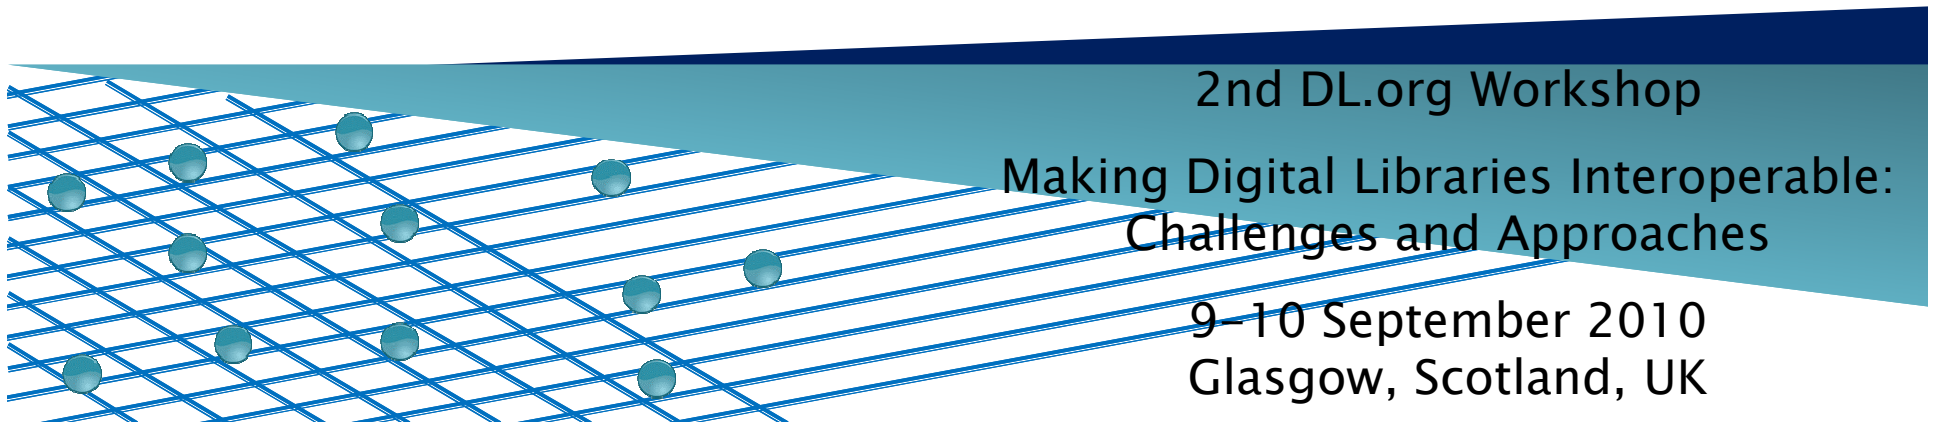 2nd DL.org Workshop
Making Digital Libraries Interoperable:
Challenges and Approaches
9–10 September 2010
Glasgow, Scotland, UK